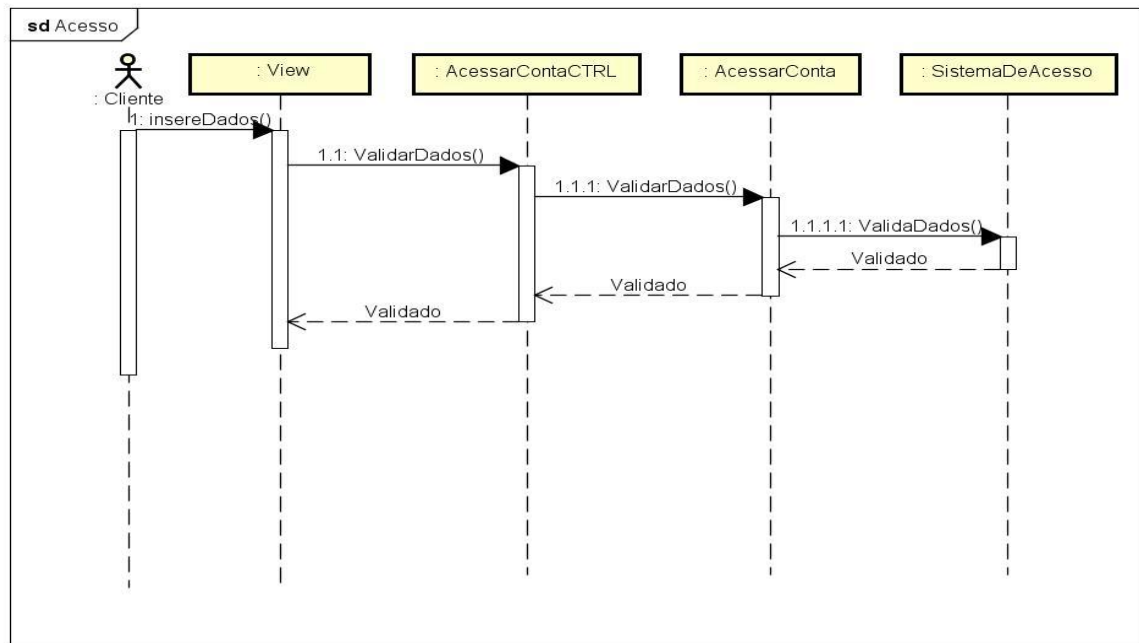 sd Acesso
: Cliente
: View
: AcessarContaCTRL
: AcessarConta
: SistemaDeAcesso
1: insereDados()
1.1: ValidarDados()
1.1.1: ValidarDados()
1.1.1.1: ValidaDados()
Validado
Validado
Validado